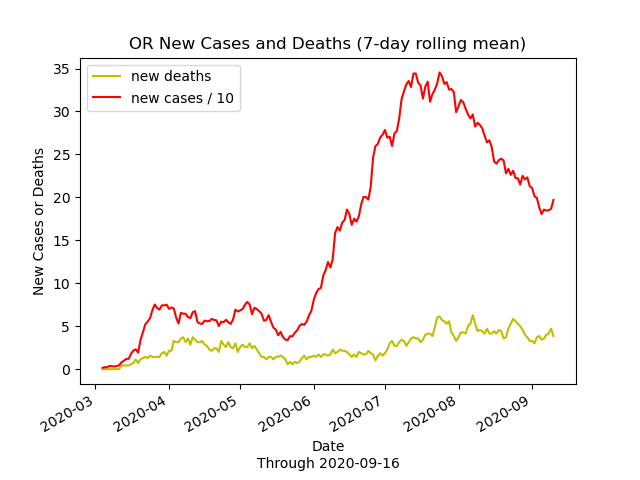 OR New Cases and Deaths (7-day rolling mean)
new deaths
new cases / 10
New Cases or Deaths
35
30
25
20
15
10
5
0
2020-03
2020-04
2020-05
2020-06
2020-07
2020-08
2020-09
Date
Through 2020-09-16